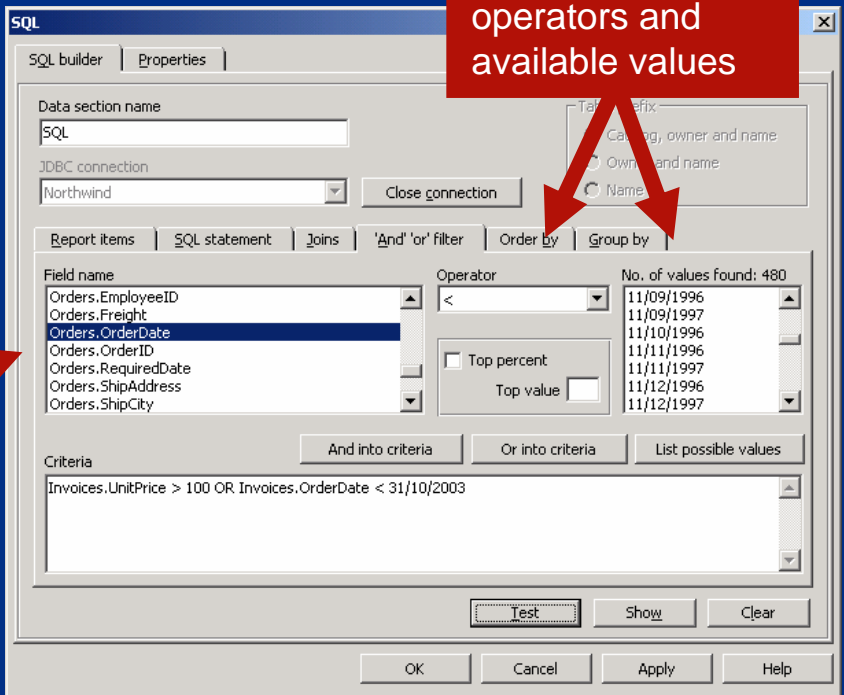 operators and
available values
SQL
SQL builder
Properties
Data section name
SQL
Catalog, owner and name
Owner and name
Name
JDBC connection
Northwind
Close connection
Report items
SQL statement
Joins
'And' 'or' filter
Order by
Group by
Field name
Operator
No. of values found: 480
Orders.EmployeeID
Orders.Freight
Orders.OrderDate
Orders.OrderID
Orders.RequiredDate
Orders.ShipAddress
Orders.ShipCity
<
Top percent
Top value
11/09/1996
11/09/1997
11/10/1996
11/11/1996
11/11/1997
11/12/1996
11/12/1997
And into criteria
Or into criteria
List possible values
Criteria
Invoices.UnitPrice > 100 OR Invoices.OrderDate < 31/10/2003
Test
Show
Clear
OK
Cancel
Apply
Help